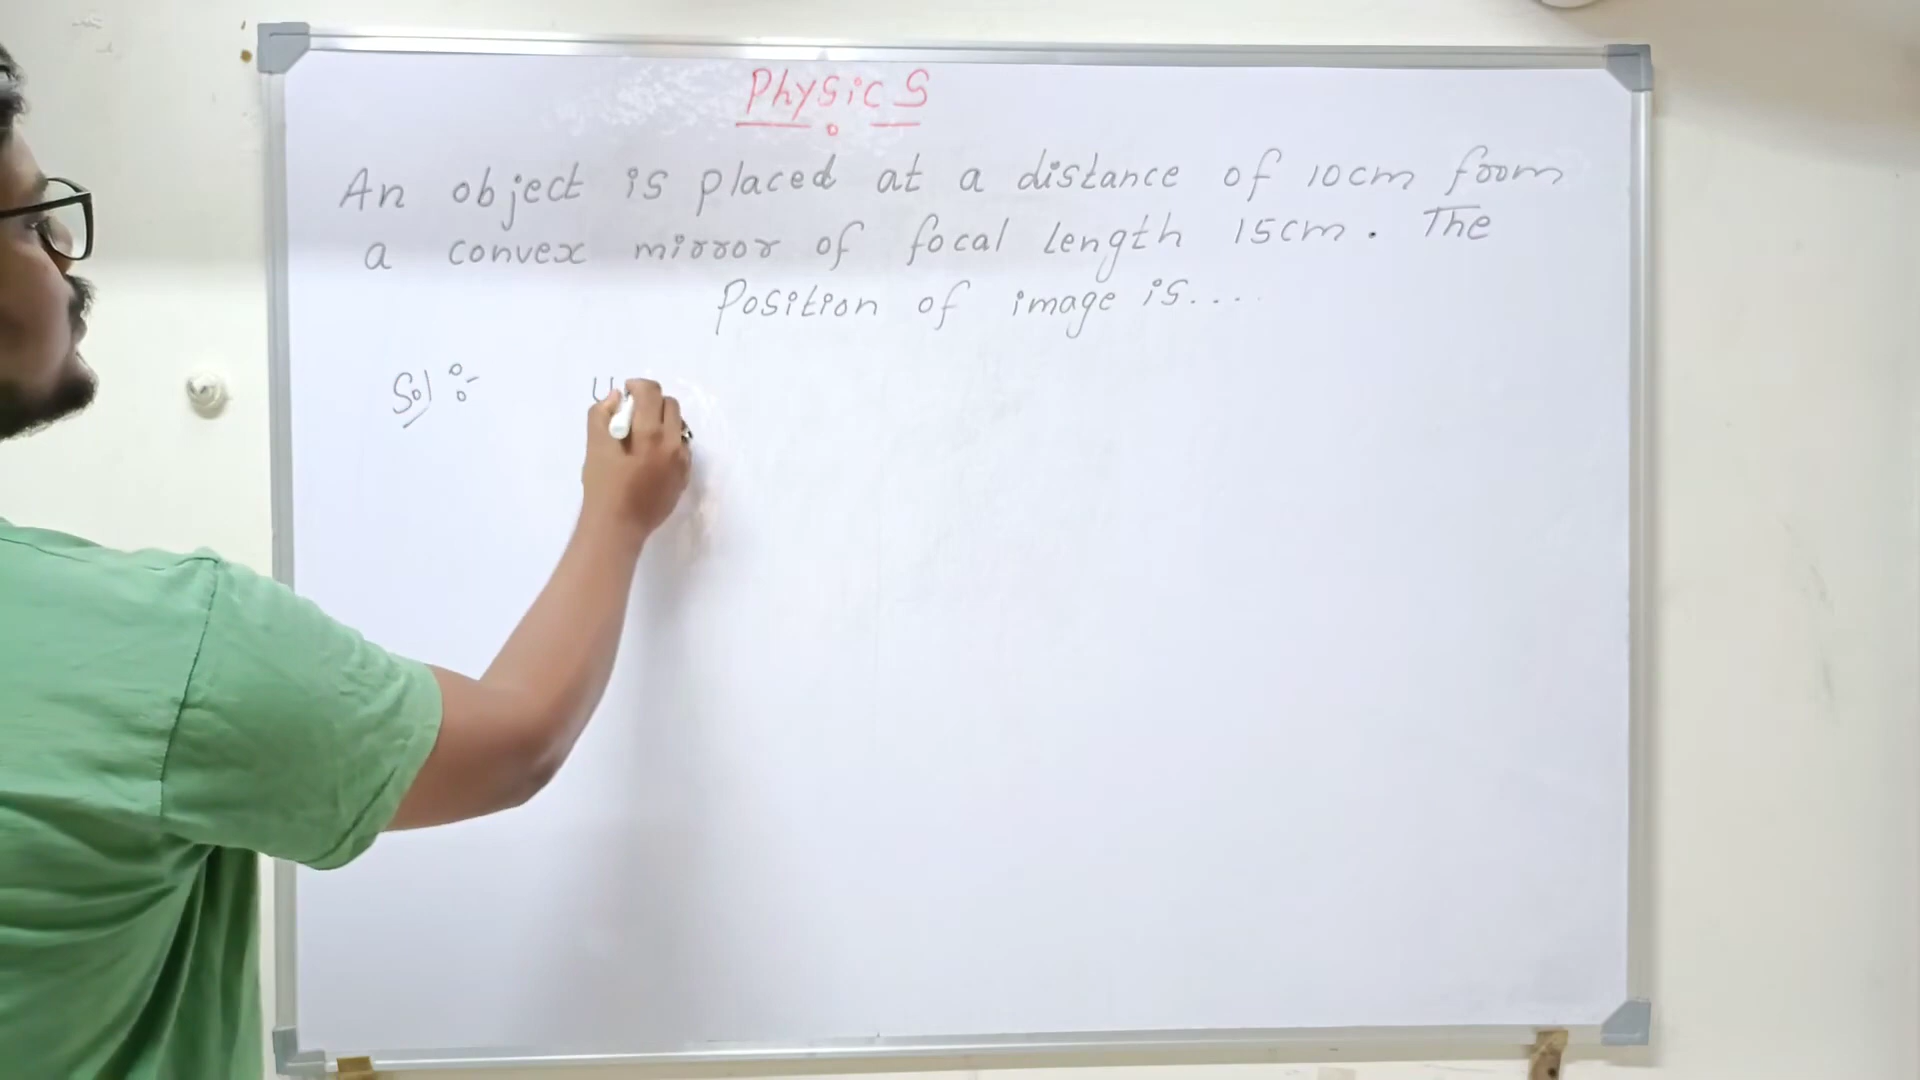 Physics
An object is placed at a distance of 10cm from
a convex mirror of focal length 15cm. The
Position of image is....
Sol :- u